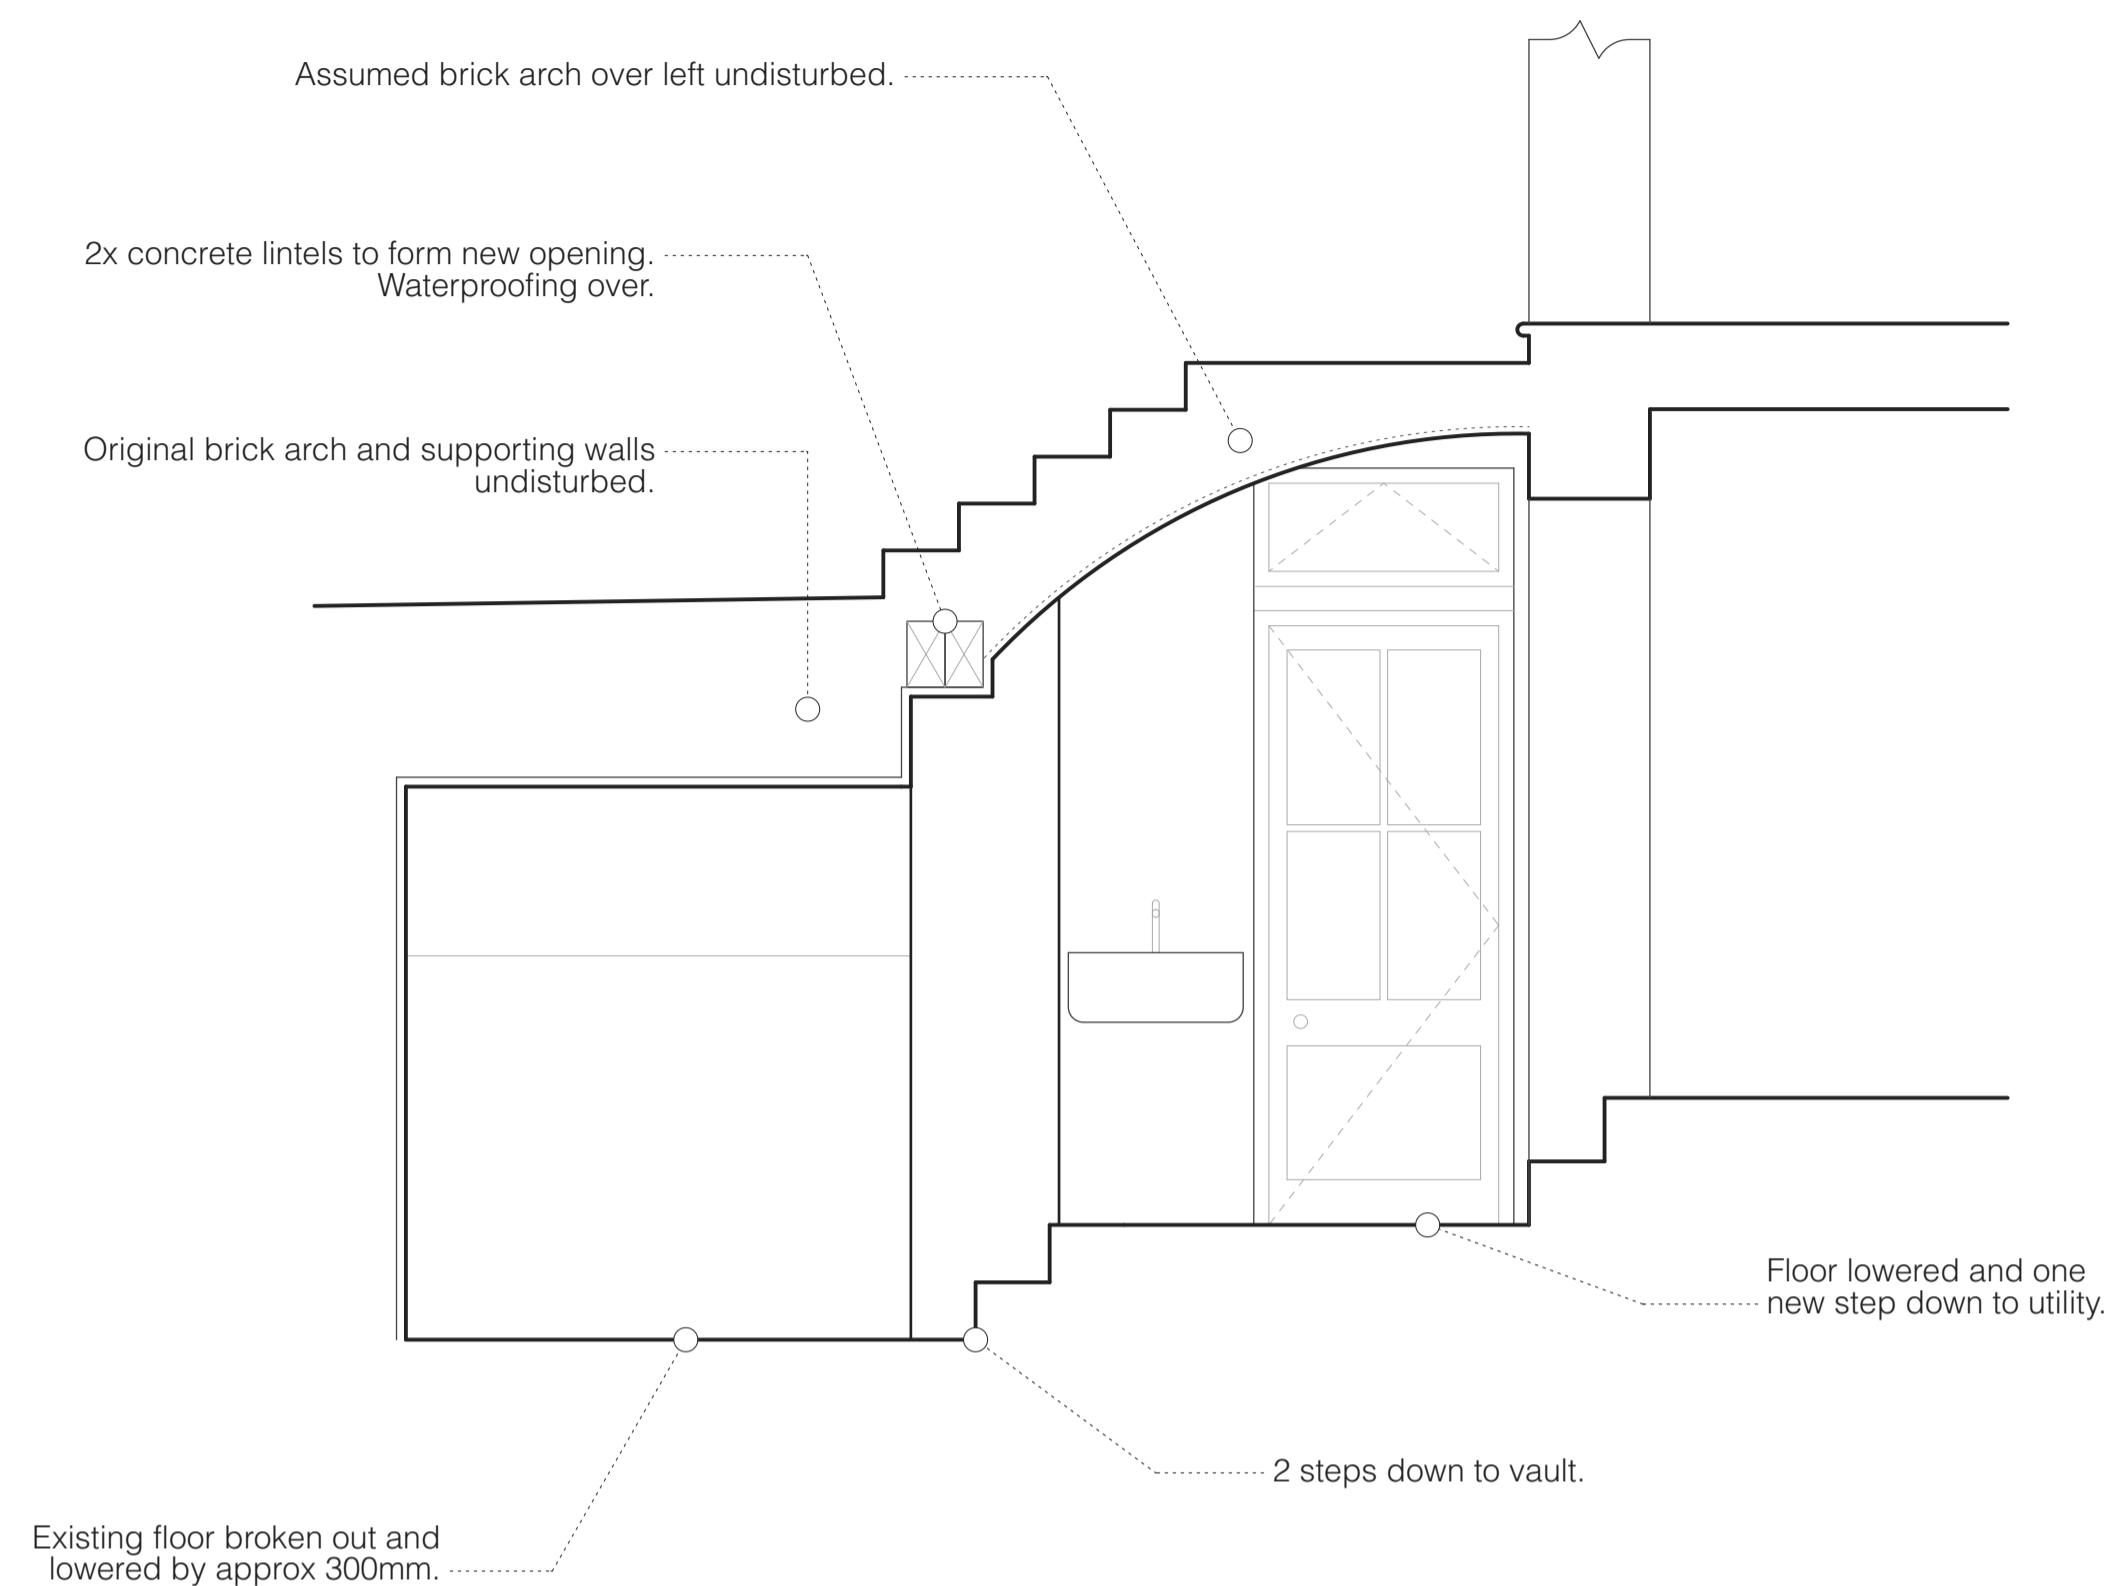 Assumed brick arch over left undisturbed.
2x concrete lintels to form new opening.
Waterproofing over.
Original brick arch and supporting walls
undisturbed.
Floor lowered and one
new step down to utility.
2 steps down to vault.
Existing floor broken out and
lowered by approx 300mm.